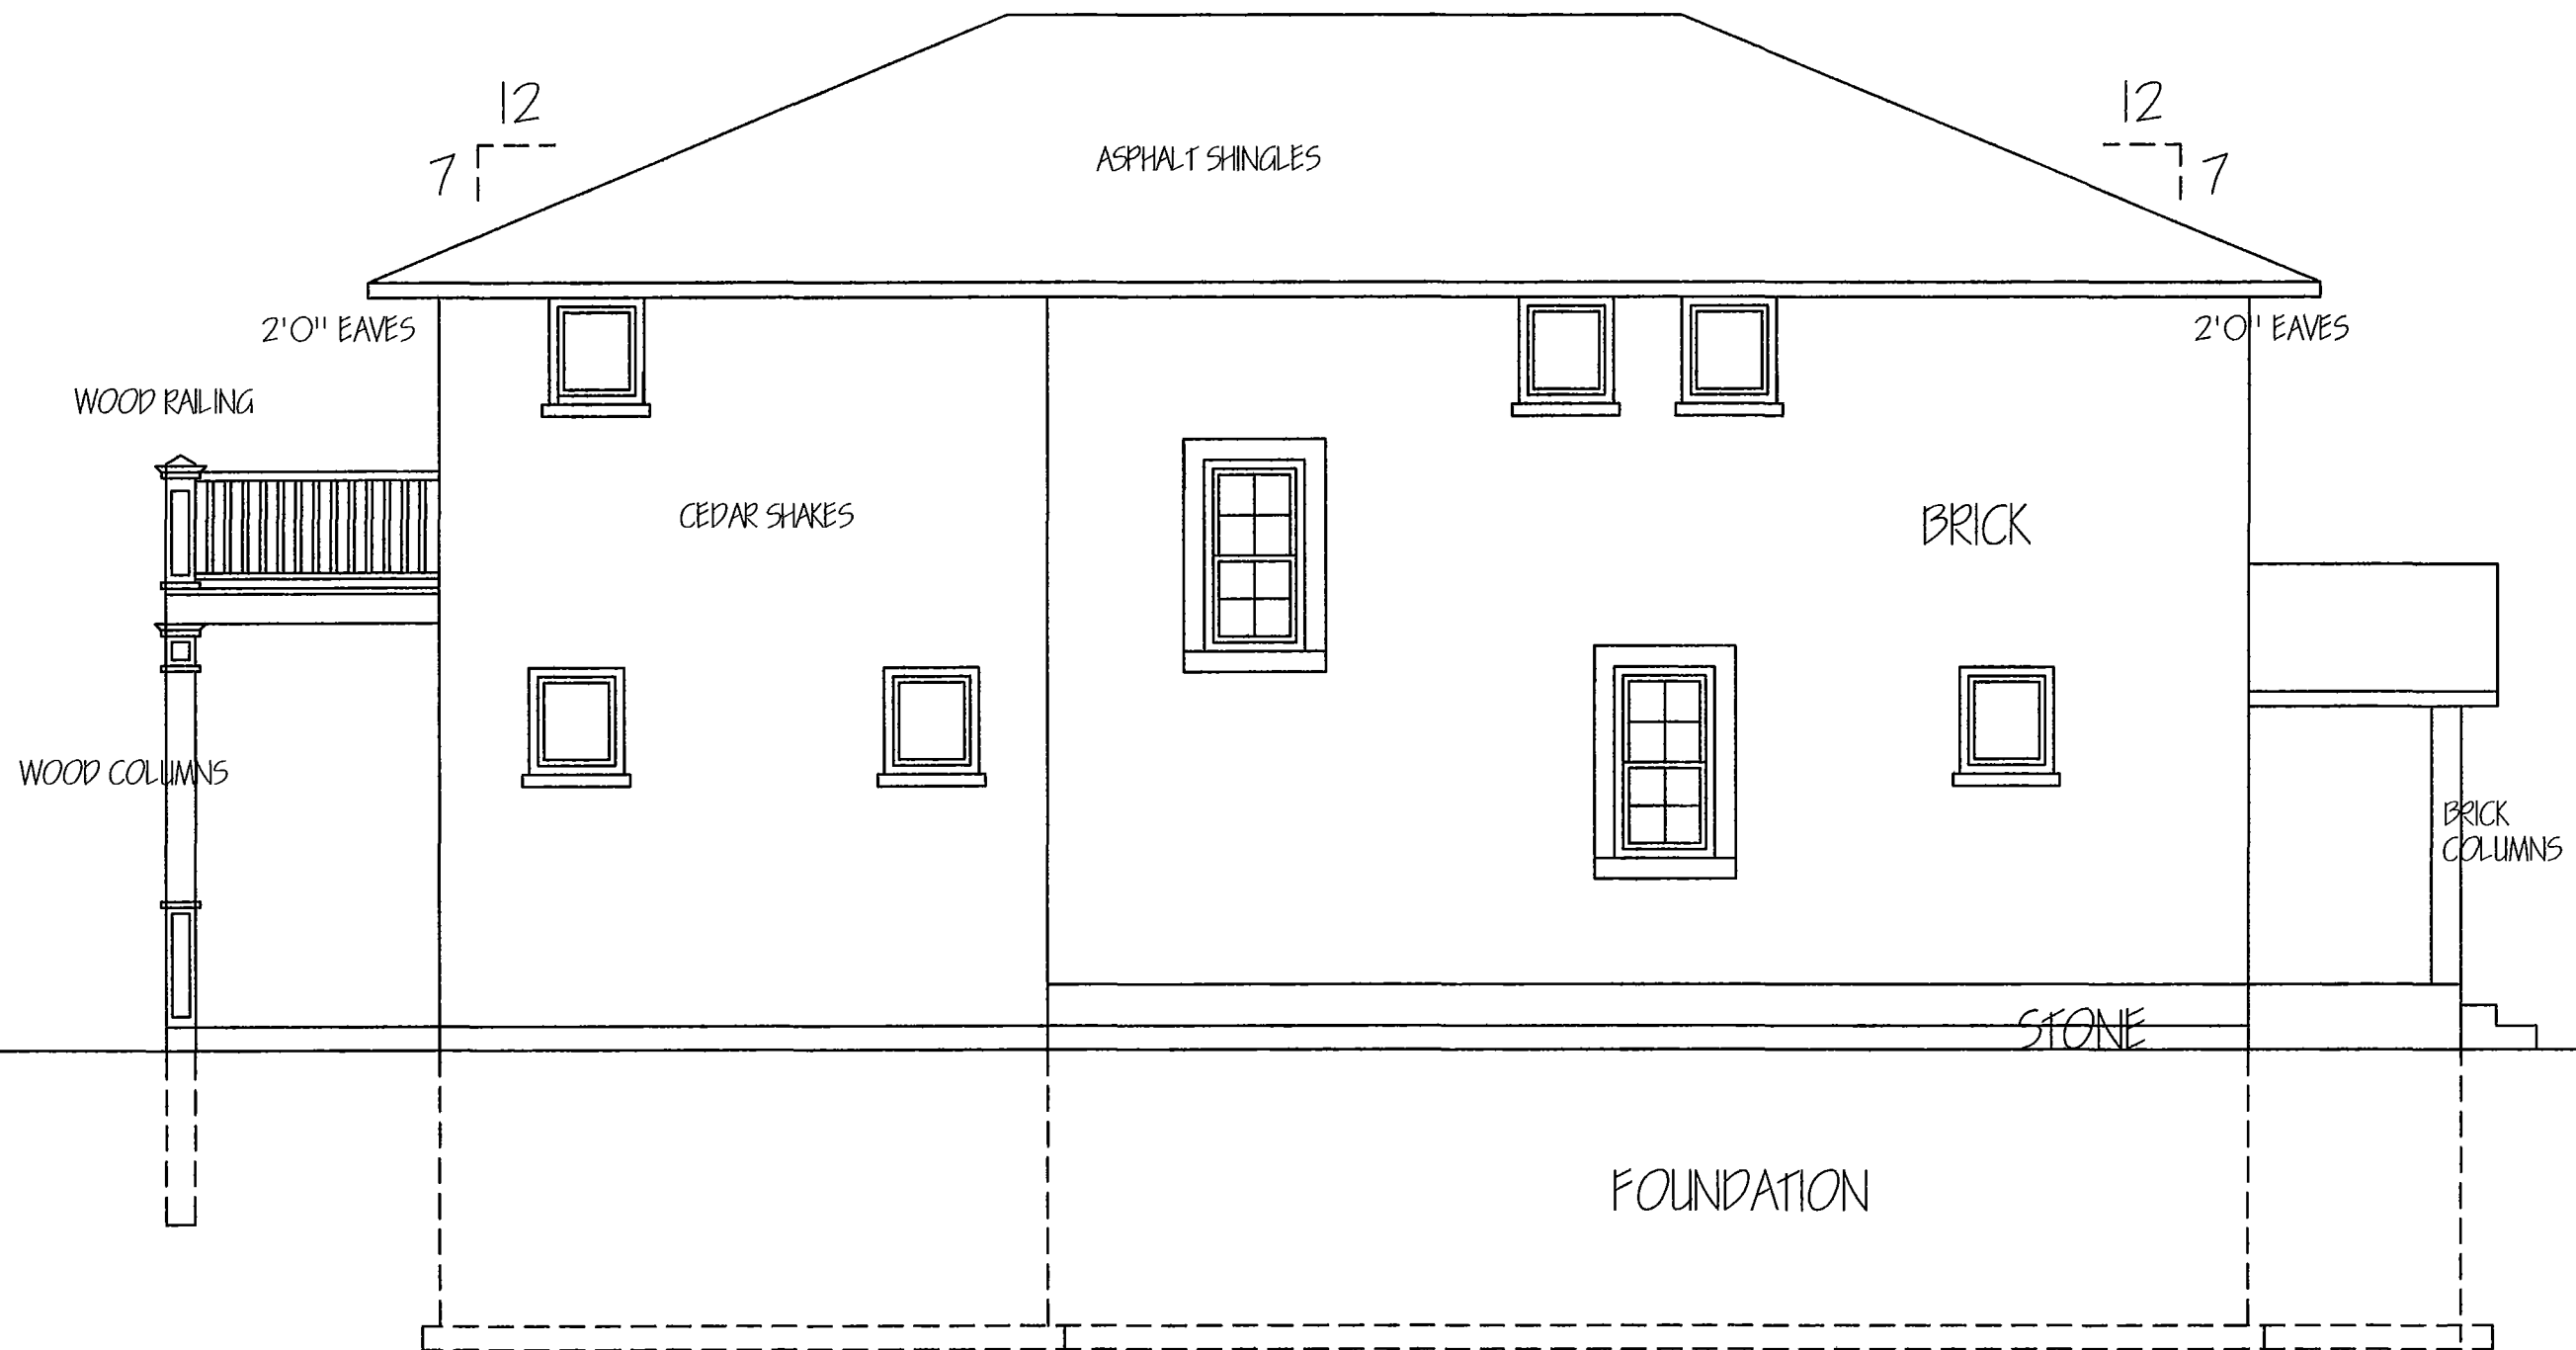 12
12
7
ASPHALT SHINGLES
7
2'0" EAVES
2'0" EAVES
WOOD RAILING
CEDAR SHAKES
BRICK
WOOD COLUMNS
BRICK
COLUMNS
STONE
FOUNDATION